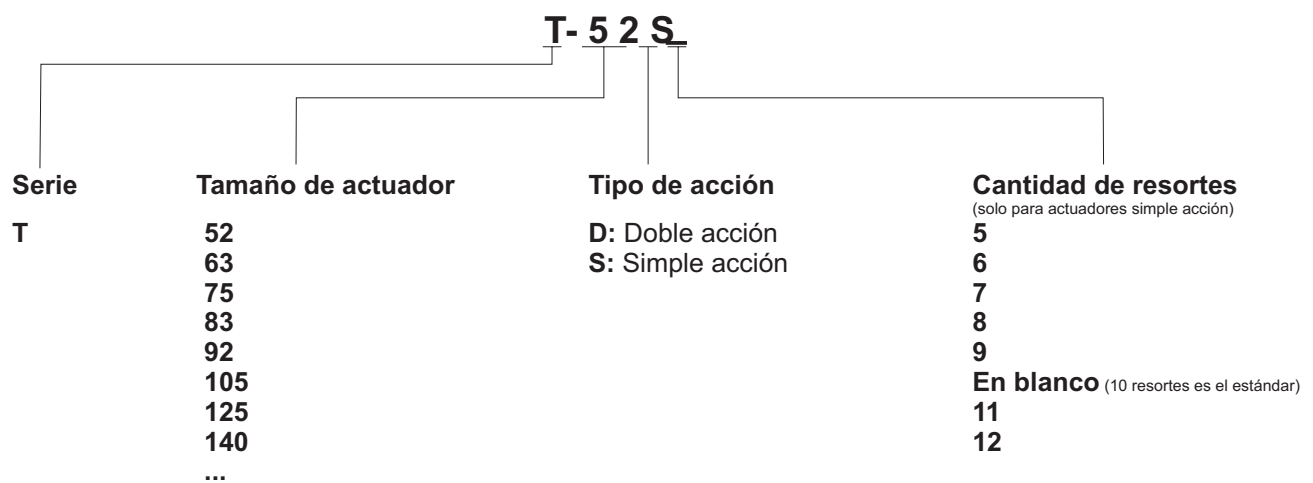 T- 5 2 S_
Serie
T
Tamaño de actuador
52
63
75
83
92
105
125
140
...
Tipo de acción
D: Doble acción
S: Simple acción
Cantidad de resortes
(solo para actuadores simple acción)
5
6
7
8
9
En blanco (10 resortes es el estándar)
11
12